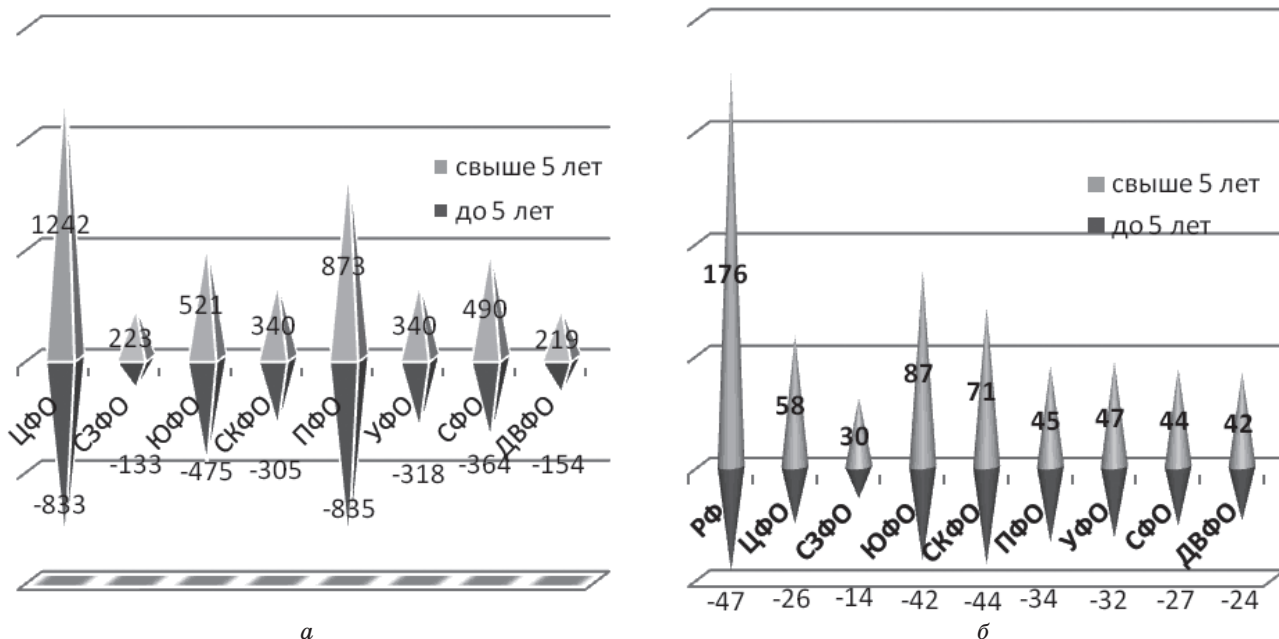 свыше 5 лет
до 5 лет
1242
223
521
340
873
340
490
219
ЦФО
СЗФО
ЮФО
СКФО
ПФО
УФО
СФО
ДВФО
-833
-133
-475
-305
-835
-318
-364
-154
а
свыше 5 лет
до 5 лет
176
58
30
87
71
45
47
44
42
РФ
ЦФО
СЗФО
ЮФО
СКФО
ПФО
УФО
СФО
ДВФО
-47
-26
-14
-42
-44
-34
-32
-27
-24
б